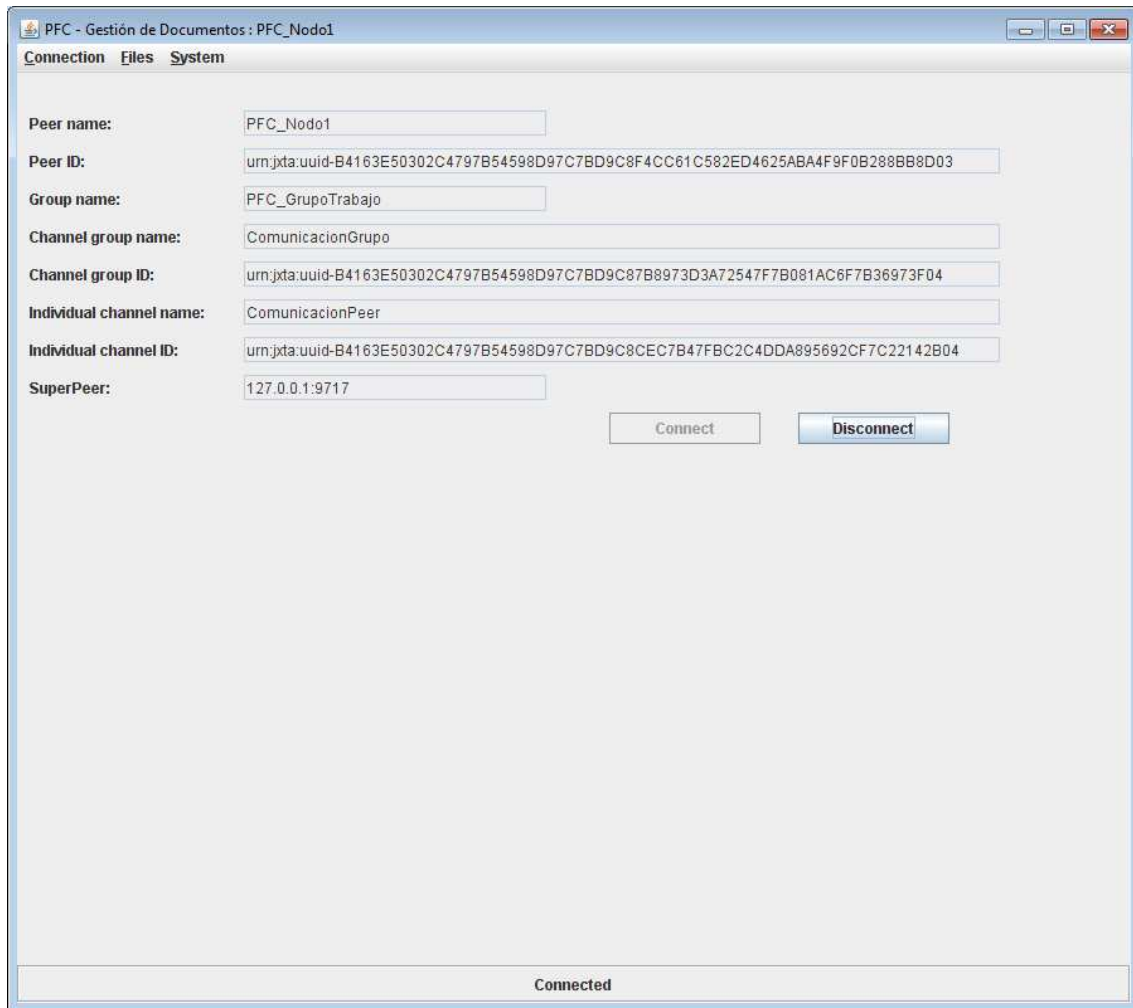 PFC - Gestión de Documentos : PFC_Nodo1
Connection Files System
Peer name: PFC_Nodo1
Peer ID: urn:jxta:uuid-B4163E50302C4797B54598D97C7BD9C8F4CC61C582ED4625ABA4F9F0B288BB8D03
Group name: PFC_GrupoTrabajo
Channel group name: ComunicacionGrupo
Channel group ID: urn:jxta:uuid-B4163E50302C4797B54598D97C7BD9C87B8973D3A72547F7B081AC6F7B36973F04
Individual channel name: ComunicacionPeer
Individual channel ID: urn:jxta:uuid-B4163E50302C4797B54598D97C7BD9C8CEC7B47FBC2C4DDA895692CF7C22142B04
SuperPeer: 127.0.0.1:9717
Connect Disconnect
Connected